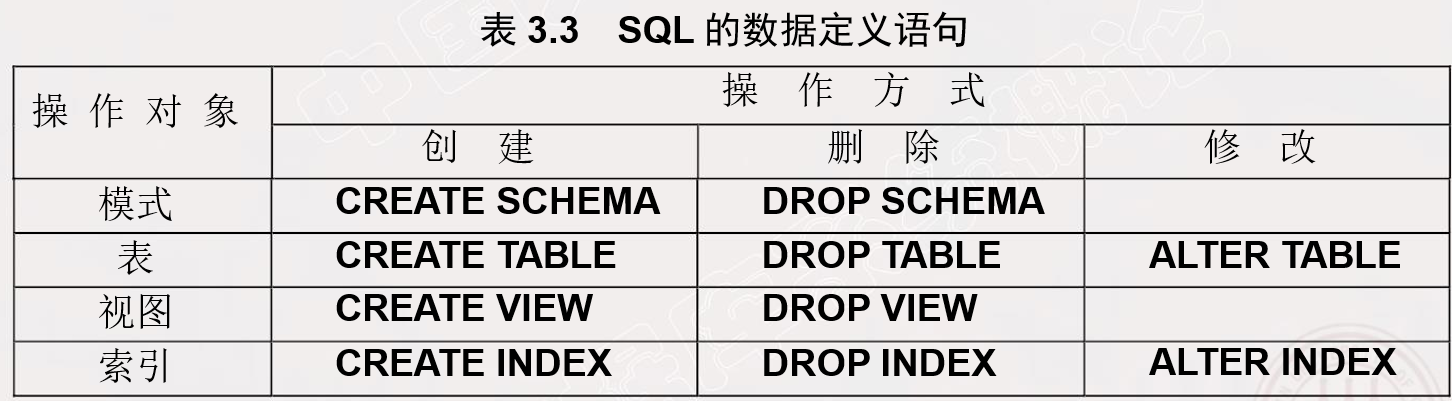 表 3.3 SQL 的数据定义语句
操作对象 操作方式
创建 删除 修改
模式 CREATE SCHEMA DROP SCHEMA
表 CREATE TABLE DROP TABLE ALTER TABLE
视图 CREATE VIEW DROP VIEW
索引 CREATE INDEX DROP INDEX ALTER INDEX